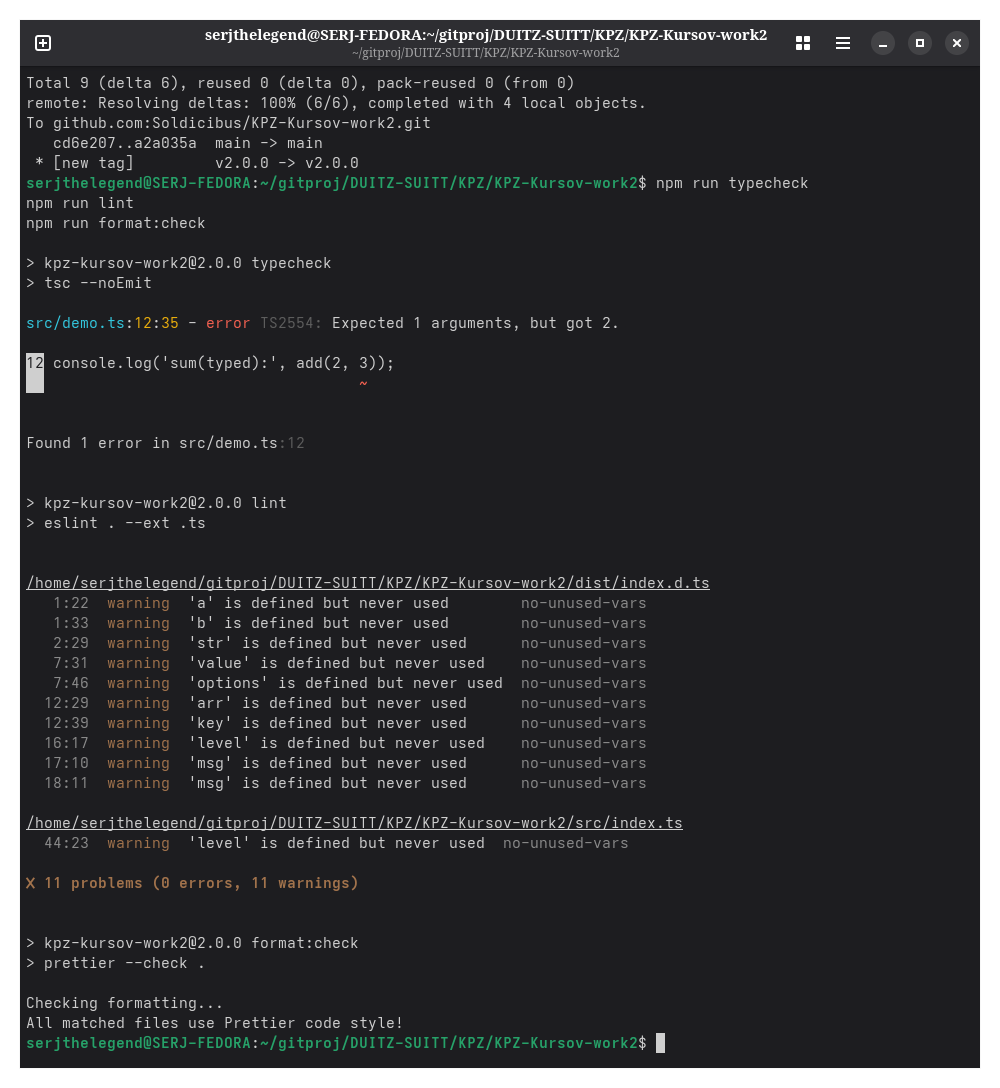 serjthelegend@SERJ-FEDORA:~/gitproj/DUITZ-SUITT/KPZ/KPZ-Kursov-work2
~/gitproj/DUITZ-SUITT/KPZ/KPZ-Kursov-work2
Total 9 (delta 6), reused 0 (delta 0), pack-reused 0 (from 0)
remote: Resolving deltas: 100% (6/6), completed with 4 local objects.
To github.com:Soldicibus/KPZ-Kursov-work2.git
   cd6e207..a2a035a  main -> main
 * [new tag]         v2.0.0 -> v2.0.0
serjthelegend@SERJ-FEDORA:~/gitproj/DUITZ-SUITT/KPZ/KPZ-Kursov-work2$ npm run typecheck
npm run lint
npm run format:check
> kpz-kursov-work2@2.0.0 typecheck
> tsc --noEmit
src/demo.ts:12:35 - error TS2554: Expected 1 arguments, but got 2.
12 console.log('sum(typed):', add(2, 3));
~
Found 1 error in src/demo.ts:12
> kpz-kursov-work2@2.0.0 lint
> eslint . --ext .ts
/home/serjthelegend/gitproj/DUITZ-SUITT/KPZ/KPZ-Kursov-work2/dist/index.d.ts
   1:22  warning  'a' is defined but never used        no-unused-vars
   1:33  warning  'b' is defined but never used        no-unused-vars
   2:29  warning  'str' is defined but never used      no-unused-vars
   7:31  warning  'value' is defined but never used    no-unused-vars
   7:46  warning  'options' is defined but never used  no-unused-vars
  12:29  warning  'arr' is defined but never used      no-unused-vars
  12:39  warning  'key' is defined but never used      no-unused-vars
  16:17  warning  'level' is defined but never used    no-unused-vars
  17:10  warning  'msg' is defined but never used      no-unused-vars
  18:11  warning  'msg' is defined but never used      no-unused-vars
/home/serjthelegend/gitproj/DUITZ-SUITT/KPZ/KPZ-Kursov-work2/src/index.ts
  44:23  warning  'level' is defined but never used  no-unused-vars
✖ 11 problems (0 errors, 11 warnings)
> kpz-kursov-work2@2.0.0 format:check
> prettier --check .
Checking formatting...
All matched files use Prettier code style!
serjthelegend@SERJ-FEDORA:~/gitproj/DUITZ-SUITT/KPZ/KPZ-Kursov-work2$